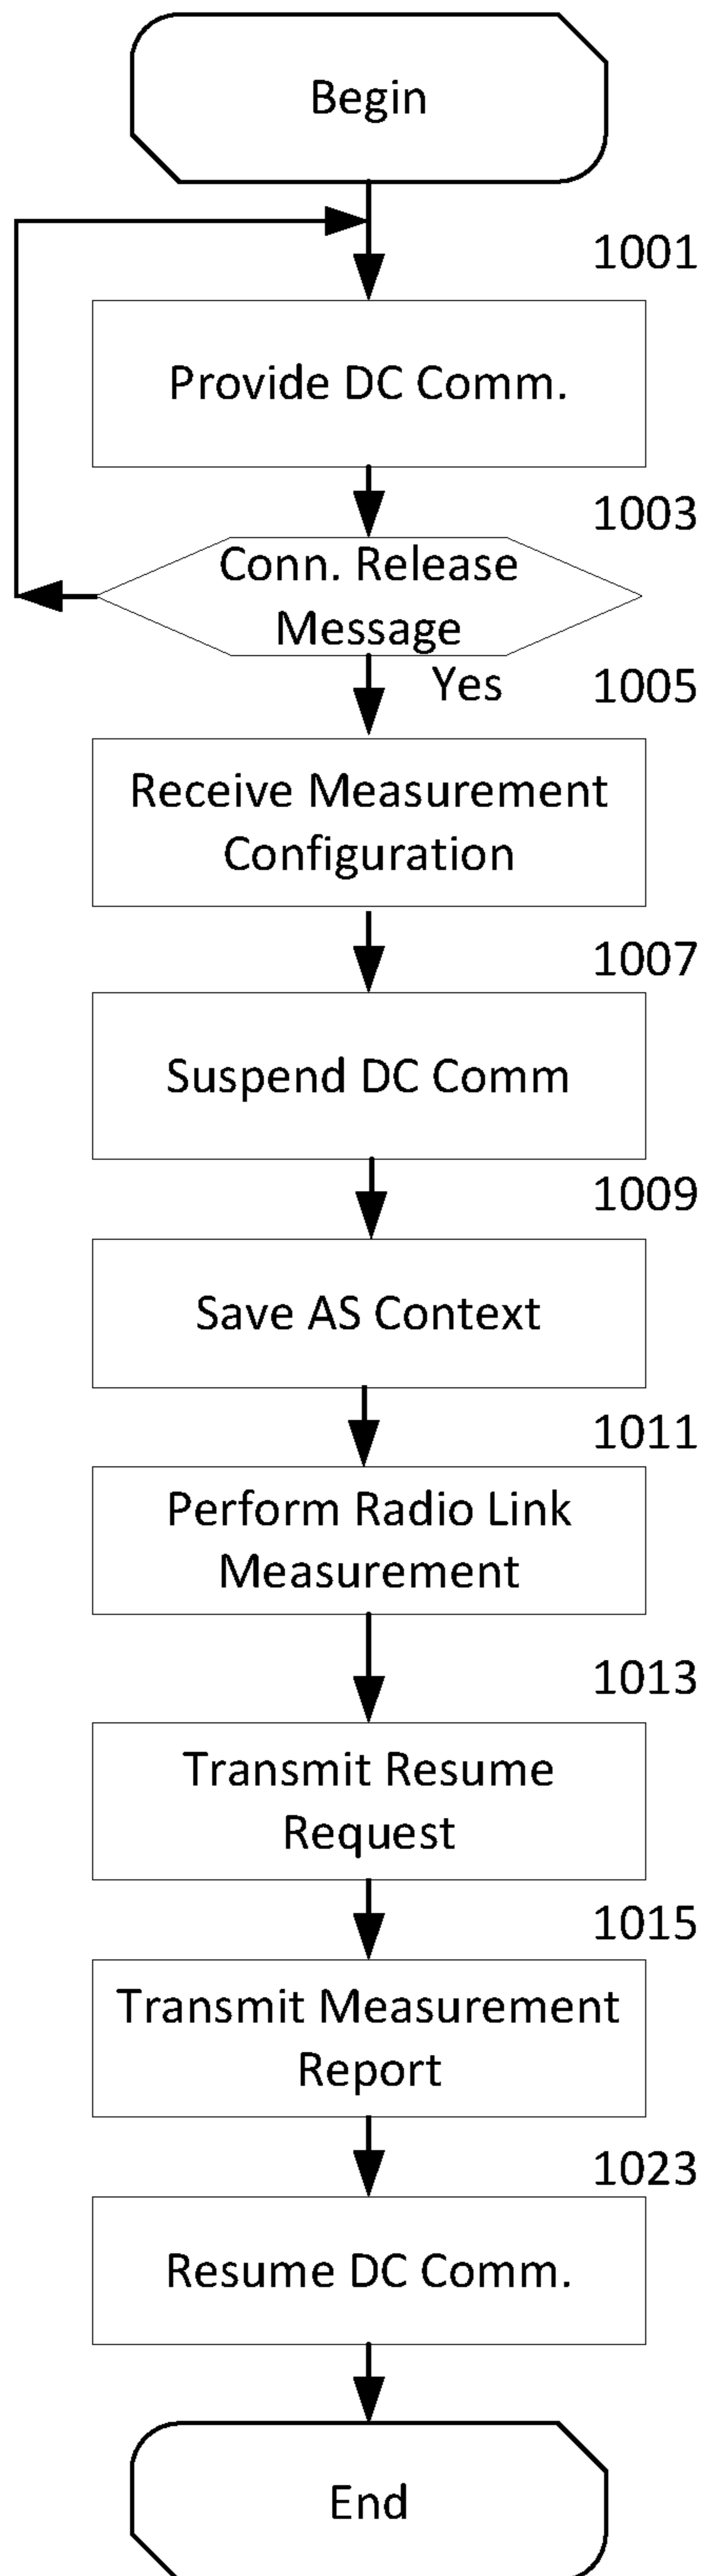 Begin
1001
Provide DC Comm.
1003
Conn. Release
Message
Yes
1005
Receive Measurement
Configuration
1007
Suspend DC Comm
1009
Save AS Context
1011
Perform Radio Link
Measurement
1013
Transmit Resume
Request
1015
Transmit Measurement
Report
1023
Resume DC Comm.
End